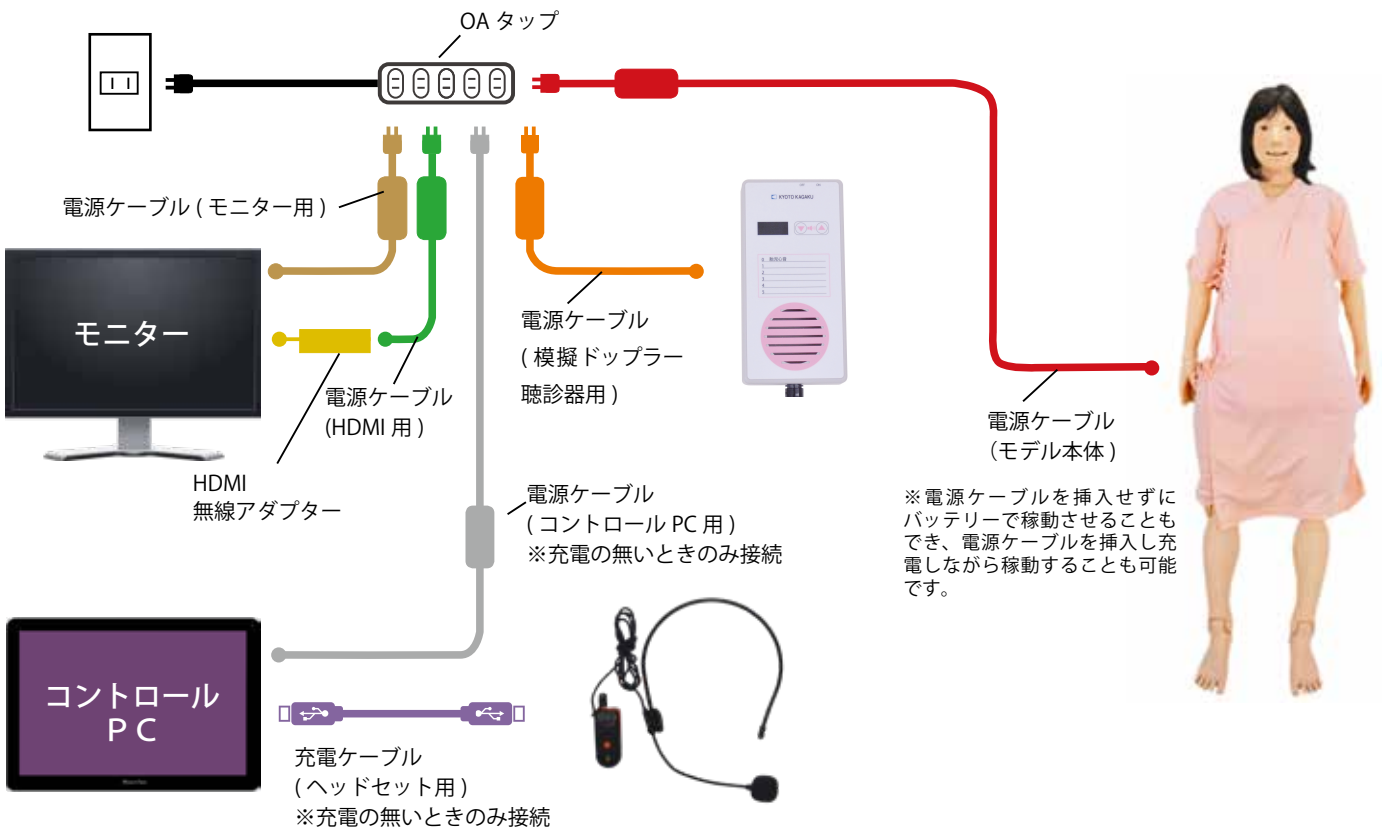 OA タップ
電源ケーブル ( モニター用 )
モニター
KYOTO KAGAKU
電源ケーブル
( 模擬ドップラー
聴診器用 )
電源ケーブル
(HDMI 用 )
HDMI
無線アダプター
電源ケーブル
（モデル本体 )
※電源ケーブルを挿入せずに
バッテリーで稼動させることも
でき、電源ケーブルを挿入し充
電しながら稼動することも可能
です。
電源ケーブル
( コントロール PC 用 )
※充電の無いときのみ接続
コントロール
ＰＣ
充電ケーブル
( ヘッドセット用 )
※充電の無いときのみ接続